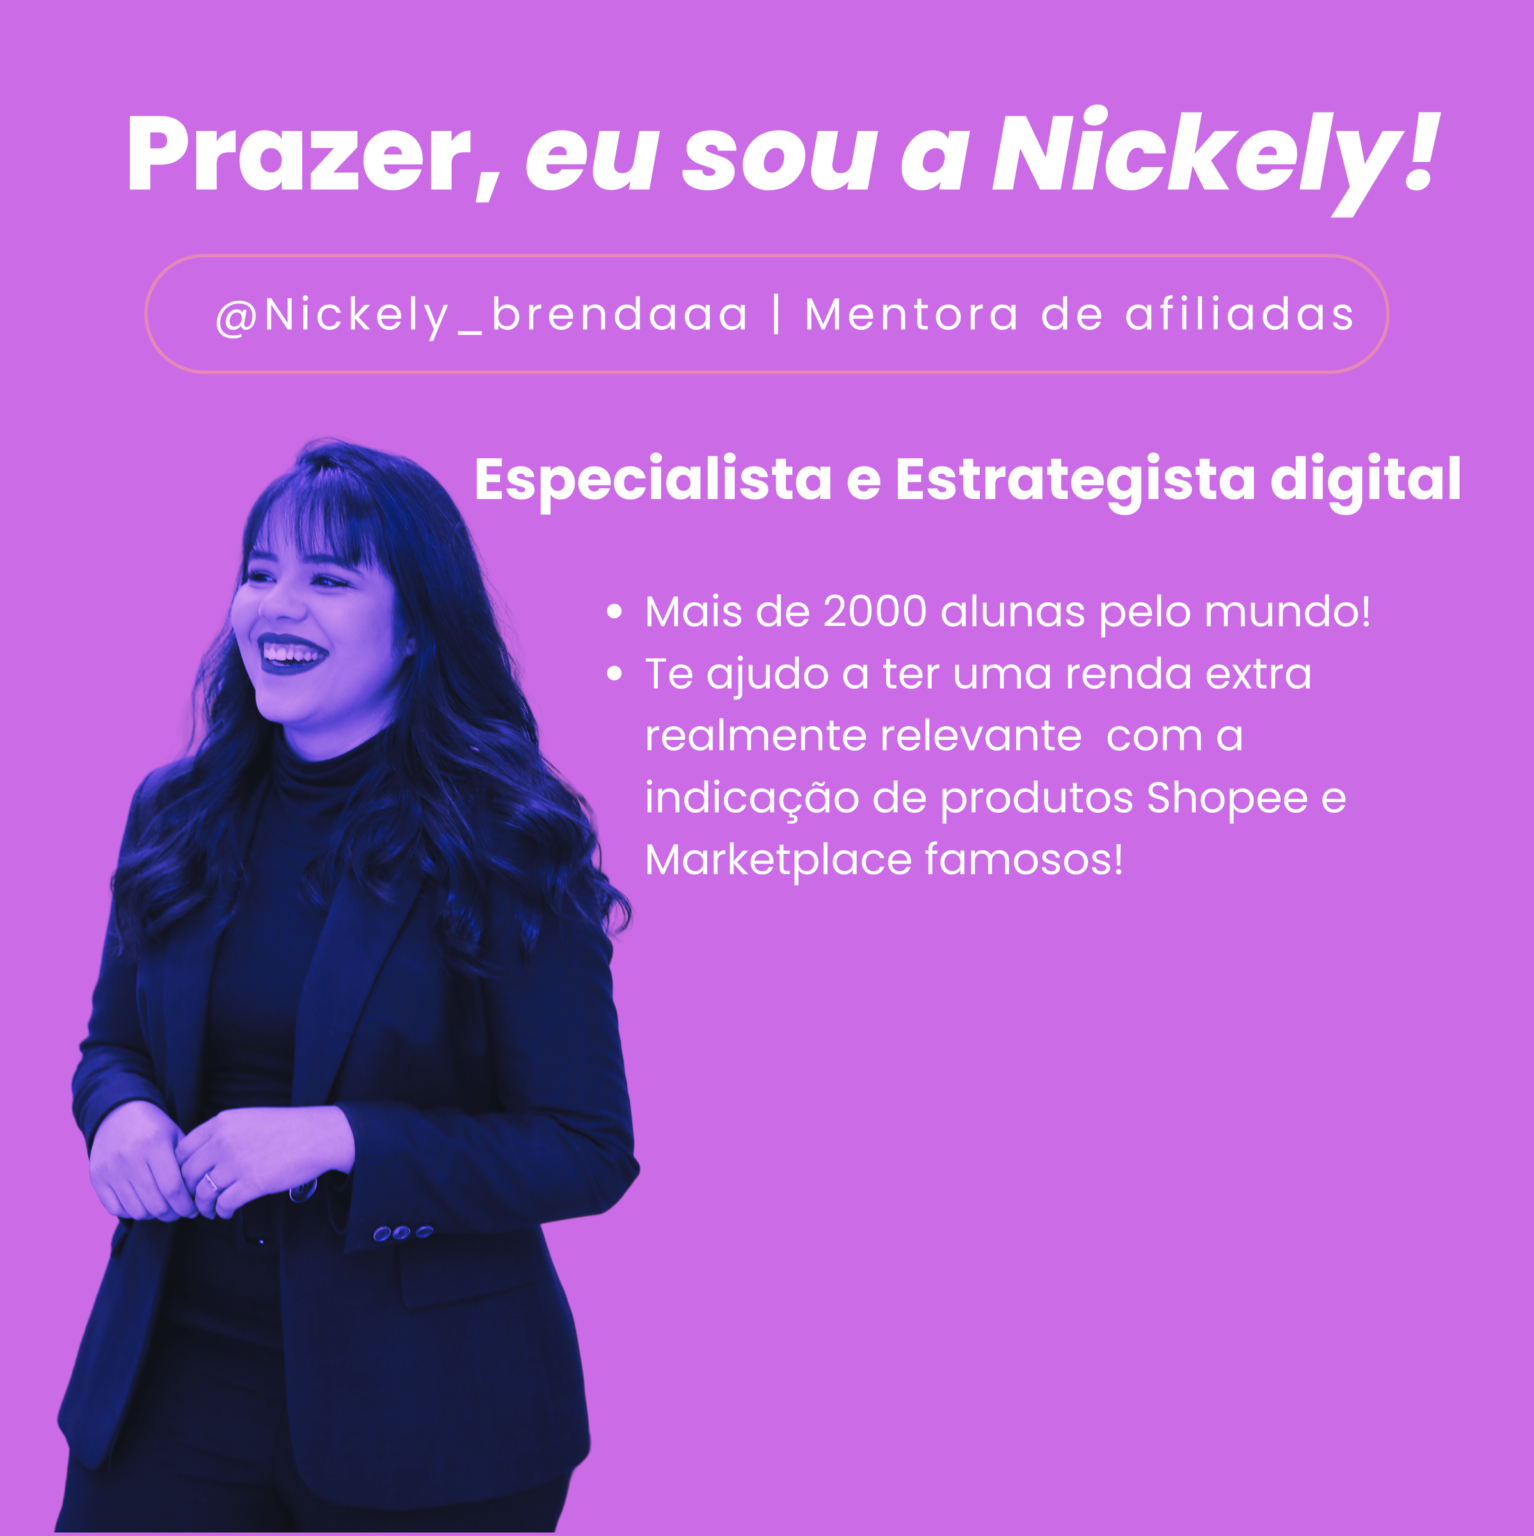 Prazer, eu sou a Nickely!
@Nickely_brendaaa | Mentora de afiliadas
Especialista e Estrategista digital
• Mais de 2000 alunas pelo mundo!
• Te ajudo a ter uma renda extra
realmente relevante  com a
indicação de produtos Shopee e
Marketplace famosos!